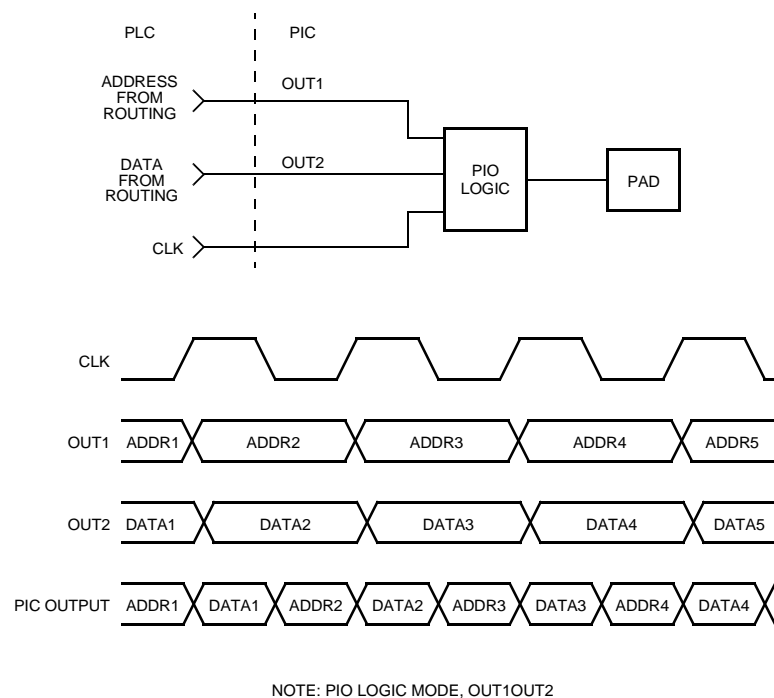 PLC PIC
ADDRESS
FROM
ROUTING
OUT1
DATA
FROM
ROUTING
OUT2
CLK
PIO
LOGIC
PAD
CLK
OUT1 ADDR1 ADDR2 ADDR3 ADDR4 ADDR5
OUT2 DATA1 DATA2 DATA3 DATA4 DATA5
PIC OUTPUT ADDR1 DATA1 ADDR2 DATA2 ADDR3 DATA3 ADDR4 DATA4
NOTE: PIO LOGIC MODE, OUT1OUT2